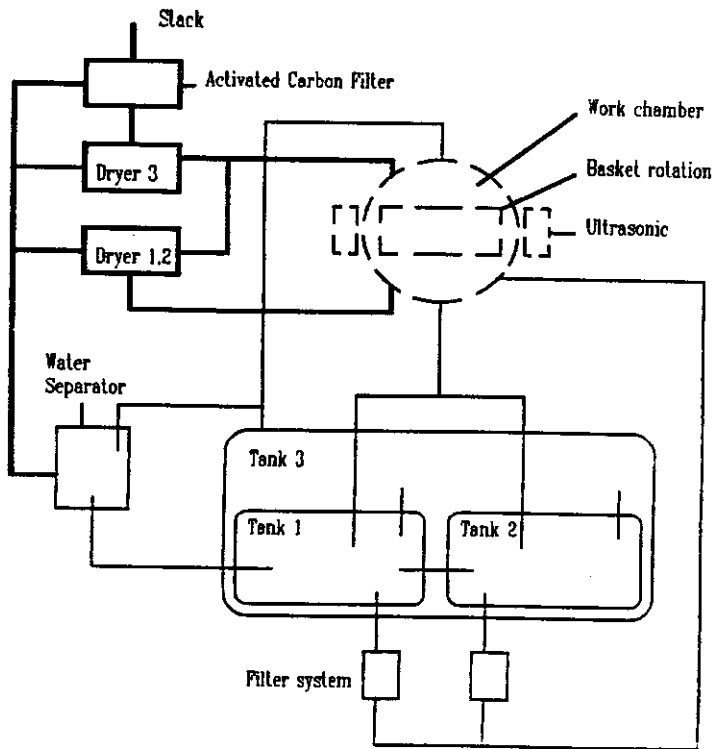 Stack
Activated Carbon Filter
Work chamber
Dryer 3
Basket rotation
Ultrasonic
Dryer 1,2
Water
Separator
Tank 3
Tank 1
Tank 2
Filter system